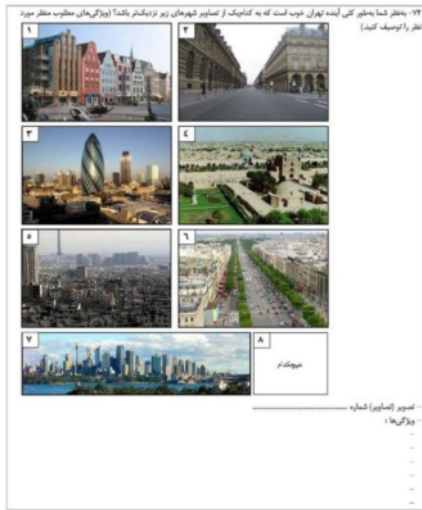 ۷۴- به‌نظر شما به‌طور کلی آینده تهران خوب است که به کدام‌یک از تصاویر شهرهای زیر نزدیک‌تر باشد؟ (ویژگی‌های مطلوب منظر مورد
نظر را توصیف کنید.)
۱
۲
۳
۴
۵
۶
۷
۸
هیچکدام
- تصویر (تصاویر) شماره ............................
- ویژگی‌ها :
-
-
-
-
-
-